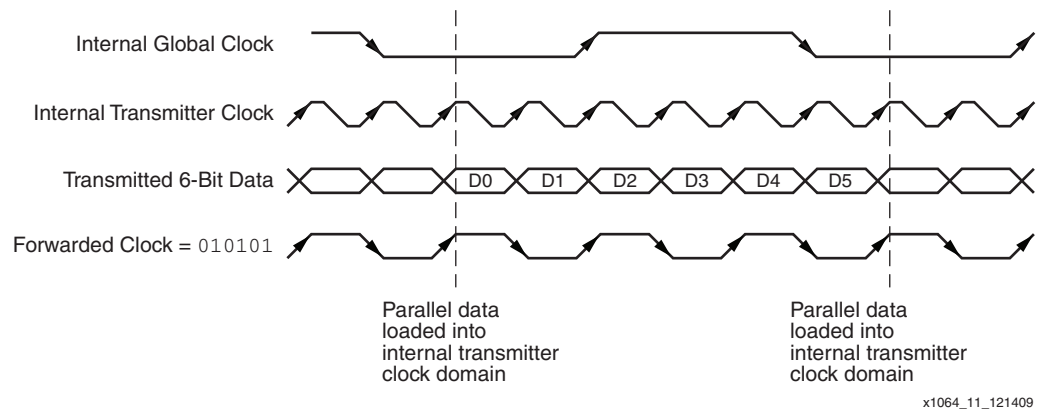 Internal Global Clock
Internal Transmitter Clock
Transmitted 6-Bit Data
D0 D1 D2 D3 D4 D5
Forwarded Clock = 010101
Parallel data
loaded into
internal transmitter
clock domain
Parallel data
loaded into
internal transmitter
clock domain
x1064_11_121409